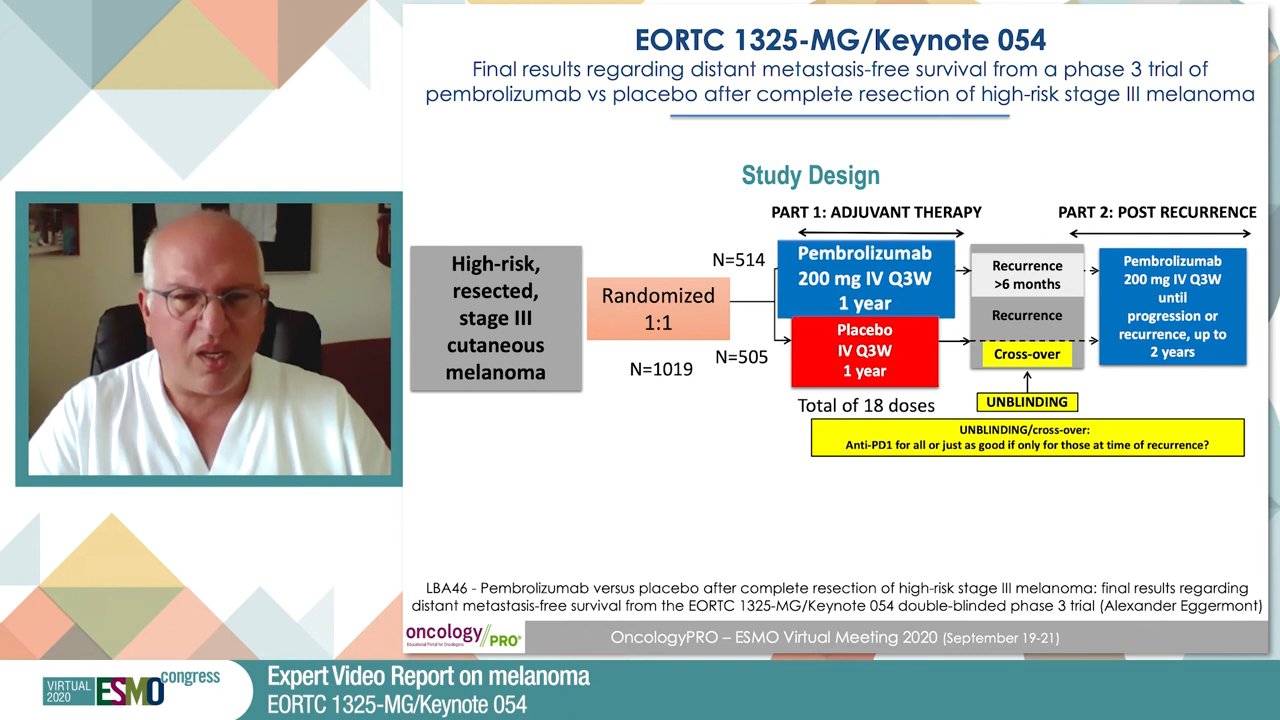 EORTC 1325-MG/Keynote 054
Final results regarding distant metastasis-free survival from a phase 3 trial of
pembrolizumab vs placebo after complete resection of high-risk stage III melanoma
Study Design
PART 1: ADJUVANT THERAPY
PART 2: POST RECURRENCE
High-risk,
resected,
stage III
cutaneous
melanoma
Randomized
1:1
N=1019
N=514
N=505
Pembrolizumab
200 mg IV Q3W
1 year
Placebo
IV Q3W
1 year
Total of 18 doses
Recurrence
>6 months
Recurrence
Cross-over
UNBLINDING
Pembrolizumab
200 mg IV Q3W
until
progression or
recurrence, up to
2 years
UNBLINDING/cross-over:
Anti-PD1 for all or just as good if only for those at time of recurrence?
LBA46 - Pembrolizumab versus placebo after complete resection of high-risk stage III melanoma: final results regarding
distant metastasis-free survival from the EORTC 1325-MG/Keynote 054 double-blinded phase 3 trial (Alexander Eggermont)
oncology//PRO®
Educational Portal for Oncologists
OncologyPRO – ESMO Virtual Meeting 2020 (September 19-21)
VIRTUAL
2020
ESMO congress
Expert Video Report on melanoma
EORTC 1325-MG/Keynote 054